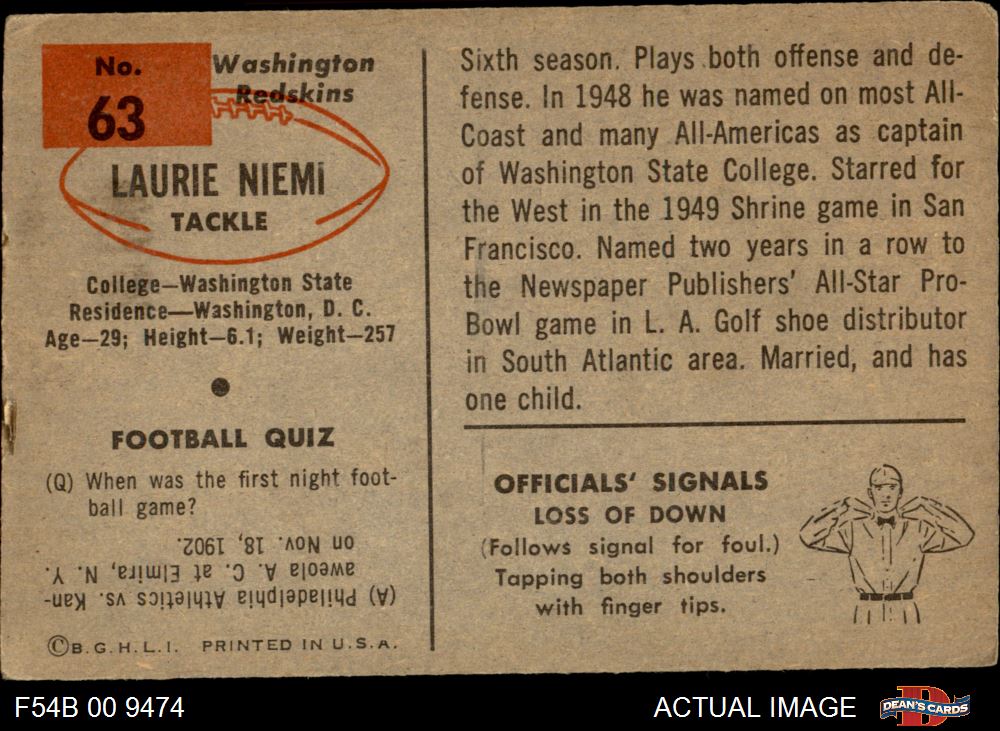 No.
63
Washington
Redskins
LAURIE NIEMI
TACKLE
College—Washington State
Residence—Washington, D. C.
Age—29; Height—6.1; Weight—257
FOOTBALL QUIZ
(Q) When was the first night foot-
ball game?
(A) Philadelphia Athletics vs. Kan-
aweola A. C. at Elmira, N. Y.
on Nov. 18, 1902.
©B.G.H.L.I. PRINTED IN U.S.A.
Sixth season. Plays both offense and de-
fense. In 1948 he was named on most All-
Coast and many All-Americas as captain
of Washington State College. Starred for
the West in the 1949 Shrine game in San
Francisco. Named two years in a row to
the Newspaper Publishers' All-Star Pro-
Bowl game in L. A. Golf shoe distributor
in South Atlantic area. Married, and has
one child.
OFFICIALS' SIGNALS
LOSS OF DOWN
(Follows signal for foul.)
Tapping both shoulders
with finger tips.
F54B 00 9474
ACTUAL IMAGE
D
DEAN'S CARDS